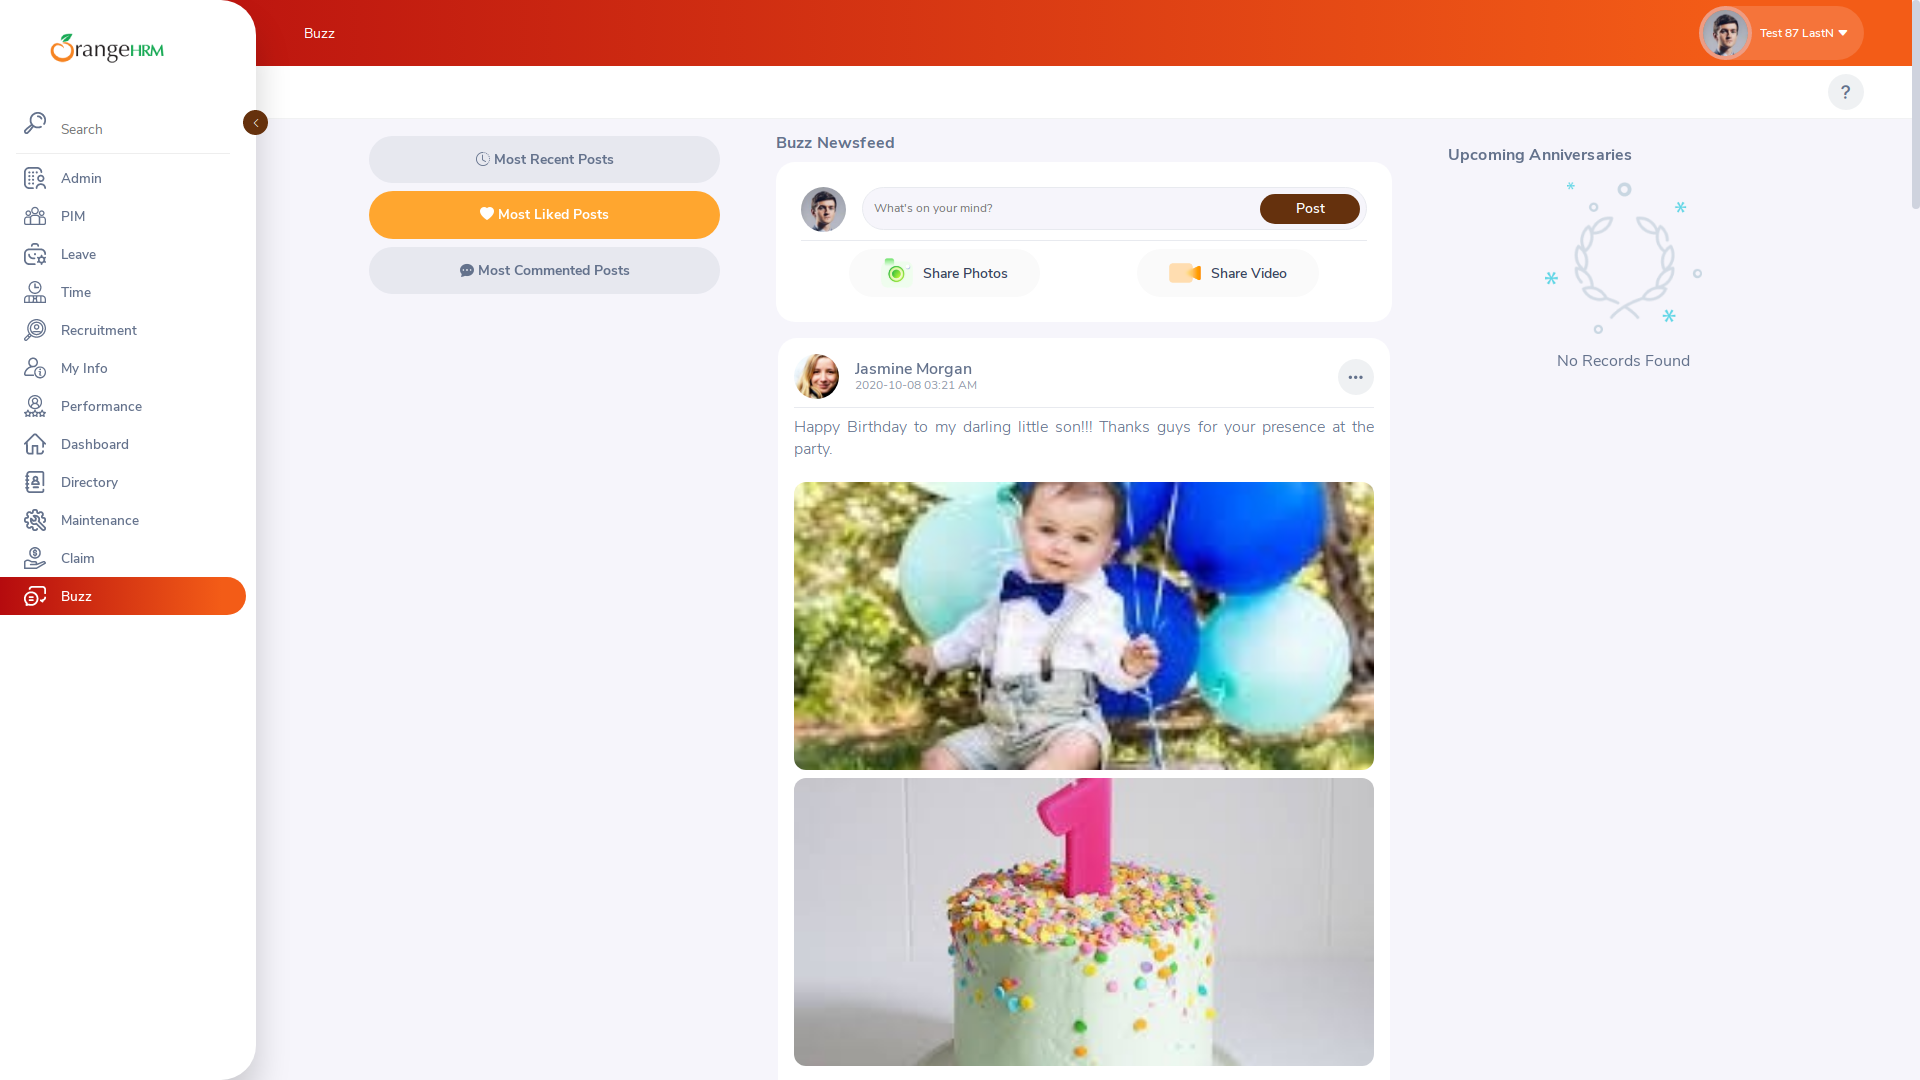 OrangeHRM
Search
Admin
PIM
Leave
Time
Recruitment
My Info
Performance
Dashboard
Directory
Maintenance
Claim
Buzz
Buzz
Test 87 LastN
?
Most Recent Posts
Most Liked Posts
Most Commented Posts
Buzz Newsfeed
What's on your mind?
Post
Share Photos
Share Video
Jasmine Morgan
2020-10-08 03:21 AM
Happy Birthday to my darling little son!!! Thanks guys for your presence at the
party.
1
Upcoming Anniversaries
No Records Found